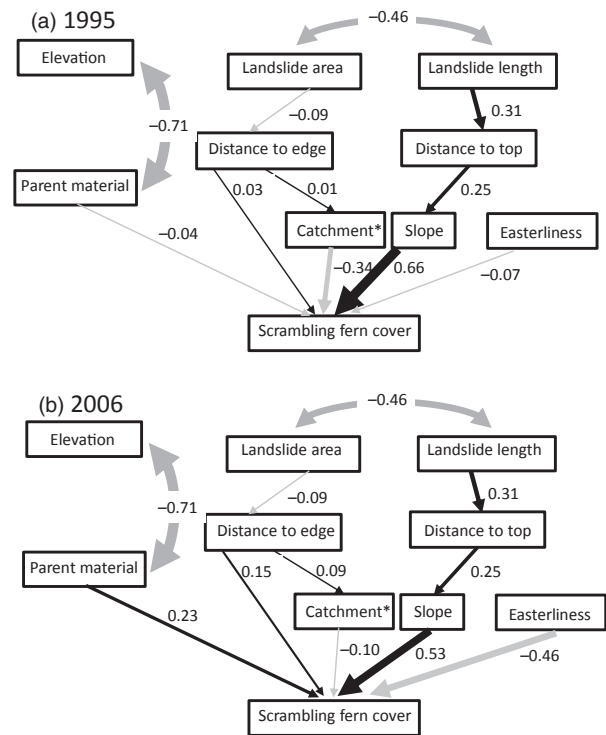 (a) 1995
−0.46
Elevation
Landslide area
Landslide length
−0.71
−0.09
0.31
Distance to edge
Distance to top
Parent material
0.03
0.01
0.25
Catchment*
Slope
Easterliness
−0.04
−0.34
0.66
−0.07
Scrambling fern cover
(b) 2006
−0.46
Elevation
Landslide area
Landslide length
−0.71
−0.09
0.31
Distance to edge
Distance to top
Parent material
0.15
0.09
0.25
Catchment*
Slope
Easterliness
0.23
−0.10
0.53
−0.46
Scrambling fern cover